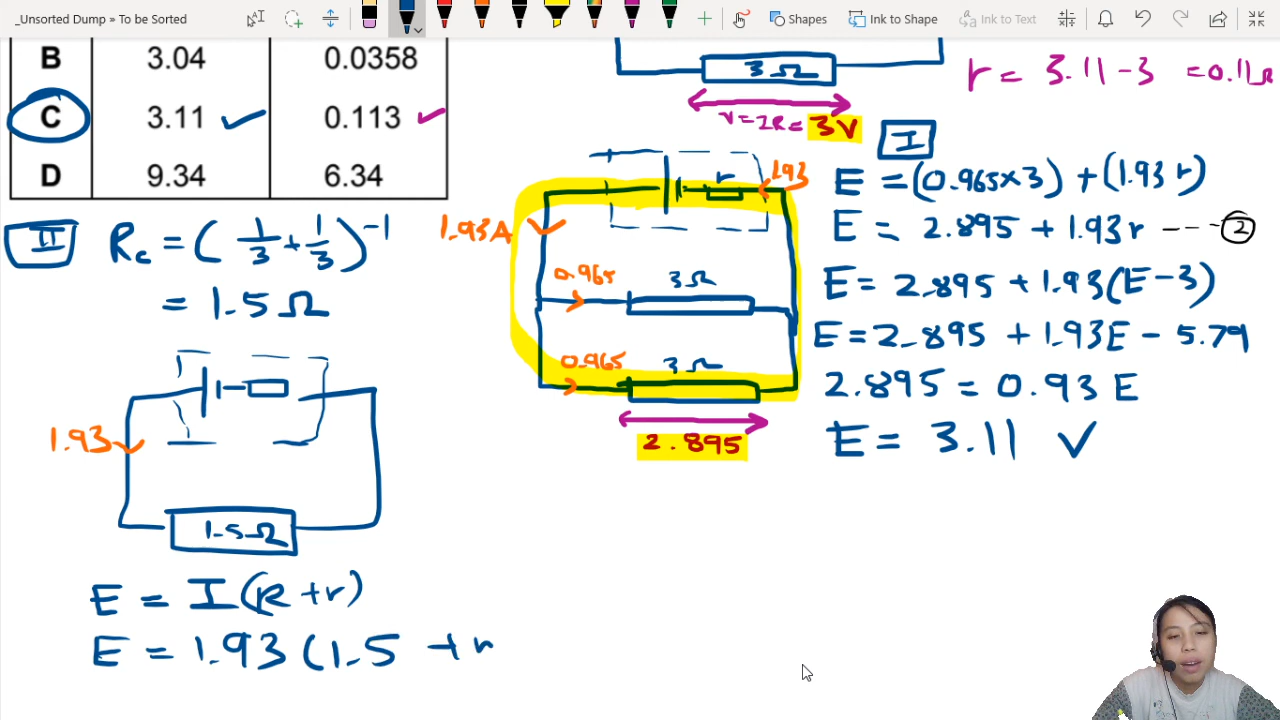 _Unsorted Dump » To be Sorted
Shapes
Ink to Shape
Ink to Text
B 3.04 0.0358
C 3.11 ✓ 0.113 ✓
D 9.34 6.34
3Ω
V=IR= 3V
r = 3.11-3 =0.11Ω
II Rc = (1/3 + 1/3)^-1
= 1.5Ω
1.93
1.5Ω
E = I(R+r)
E = 1.93(1.5 + r
r
1.93
1.93A
0.965
3Ω
0.965
3Ω
2.895
I
E = (0.965×3) + (1.93 r)
E = 2.895 + 1.93r --- 2
E = 2.895 + 1.93(E-3)
E = 2.895 + 1.93E - 5.79
2.895 = 0.93 E
E = 3.11 ✓